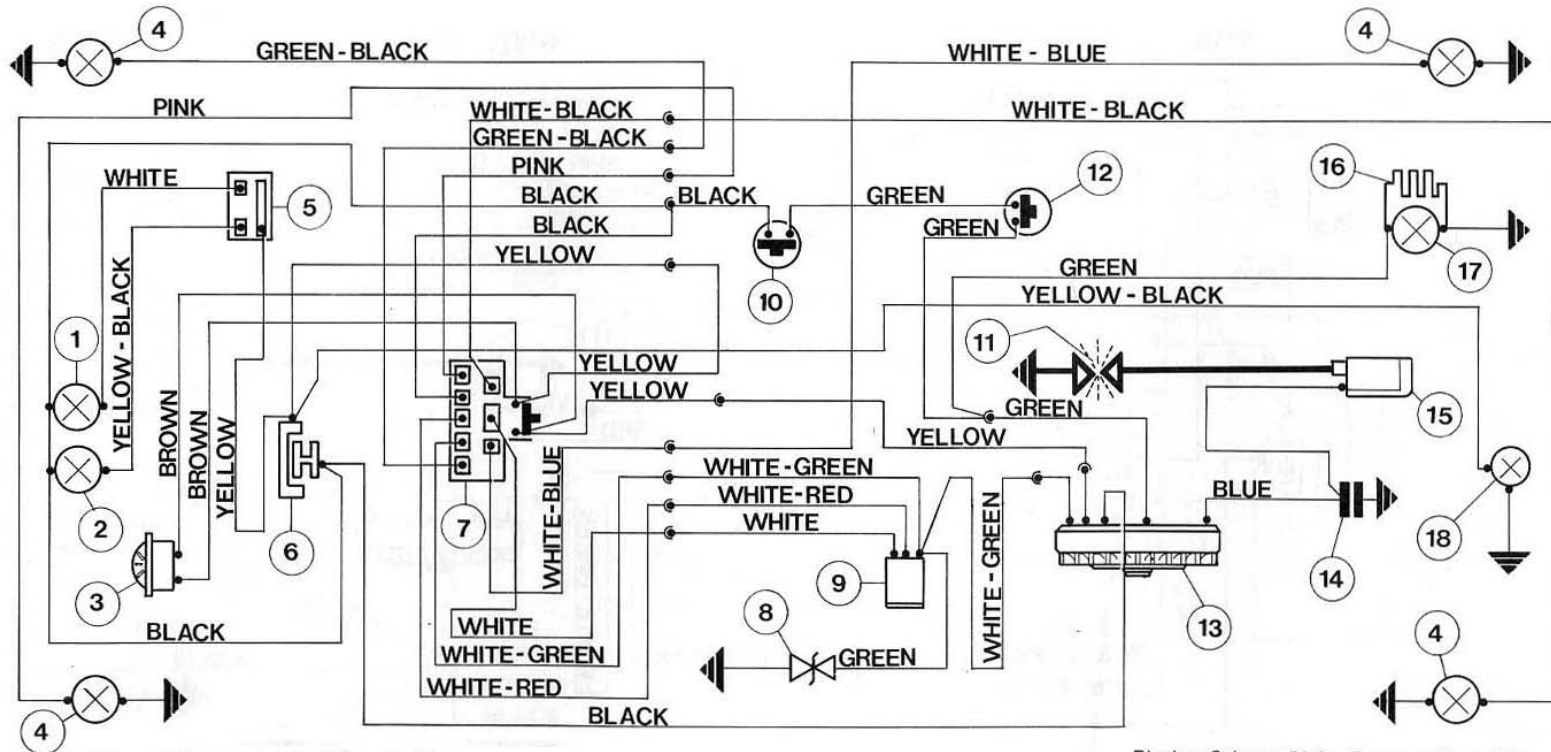 4
4
GREEN-BLACK
WHITE - BLUE
PINK
WHITE-BLACK
WHITE-BLACK
GREEN-BLACK
16
12
PINK
WHITE
5
BLACK
BLACK
GREEN
BLACK
GREEN
17
YELLOW
10
GREEN
YELLOW - BLACK
1
YELLOW-BLACK
11
YELLOW
YELLOW
GREEN
15
BROWN
BROWN
YELLOW
YELLOW
2
WHITE-GREEN
WHITE-RED
BLUE
WHITE
6
7
WHITE-BLUE
18
14
3
9
WHITE-GREEN
BLACK
WHITE
8
13
4
WHITE-GREEN
GREEN
WHITE-RED
BLACK
4